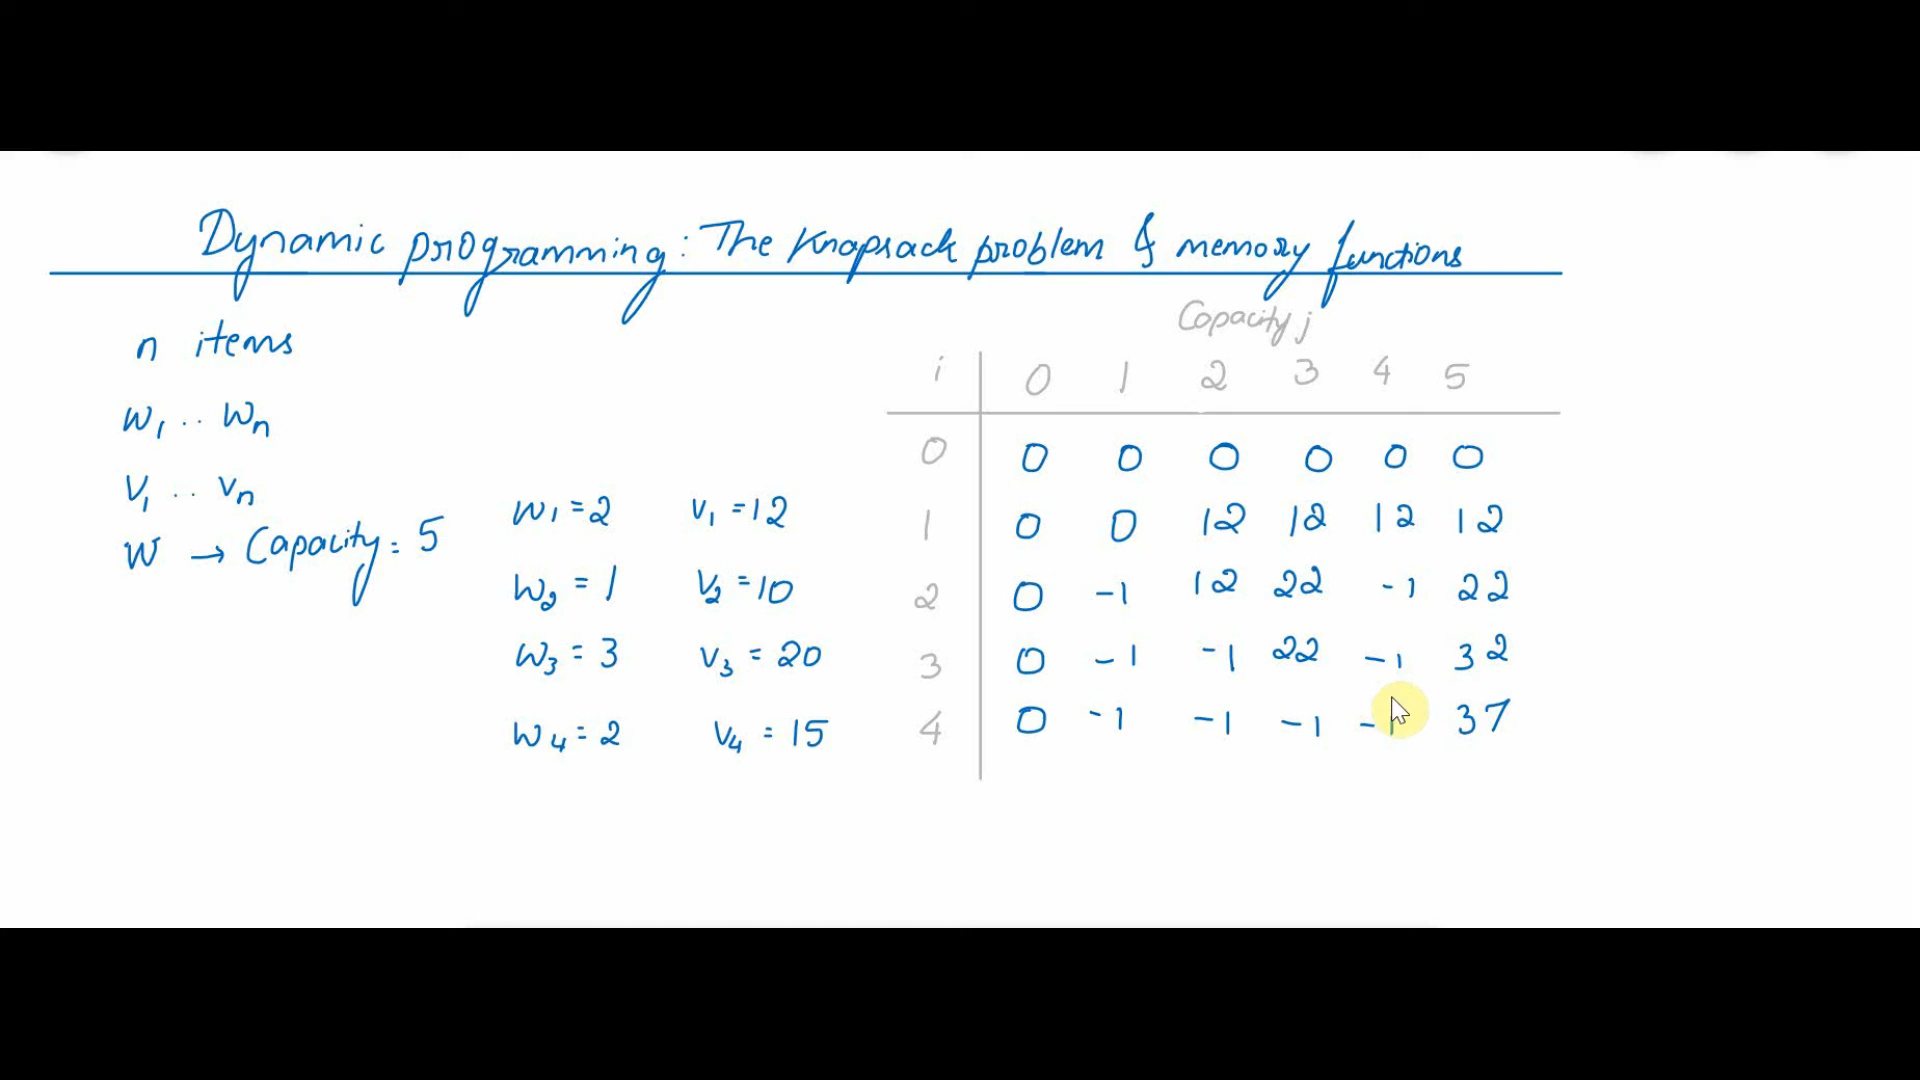 Dynamic programming: The Knapsack problem & memory functions
n items
w1 .. wn
v1 .. vn
W → Capacity = 5
w1 = 2 v1 = 12
w2 = 1 v2 = 10
w3 = 3 v3 = 20
w4 = 2 v4 = 15
Capacity j
i 0 1 2 3 4 5
0 0 0 0 0 0 0
1 0 0 12 12 12 12
2 0 -1 12 22 -1 22
3 0 -1 -1 22 -1 32
4 0 -1 -1 -1 -1 37